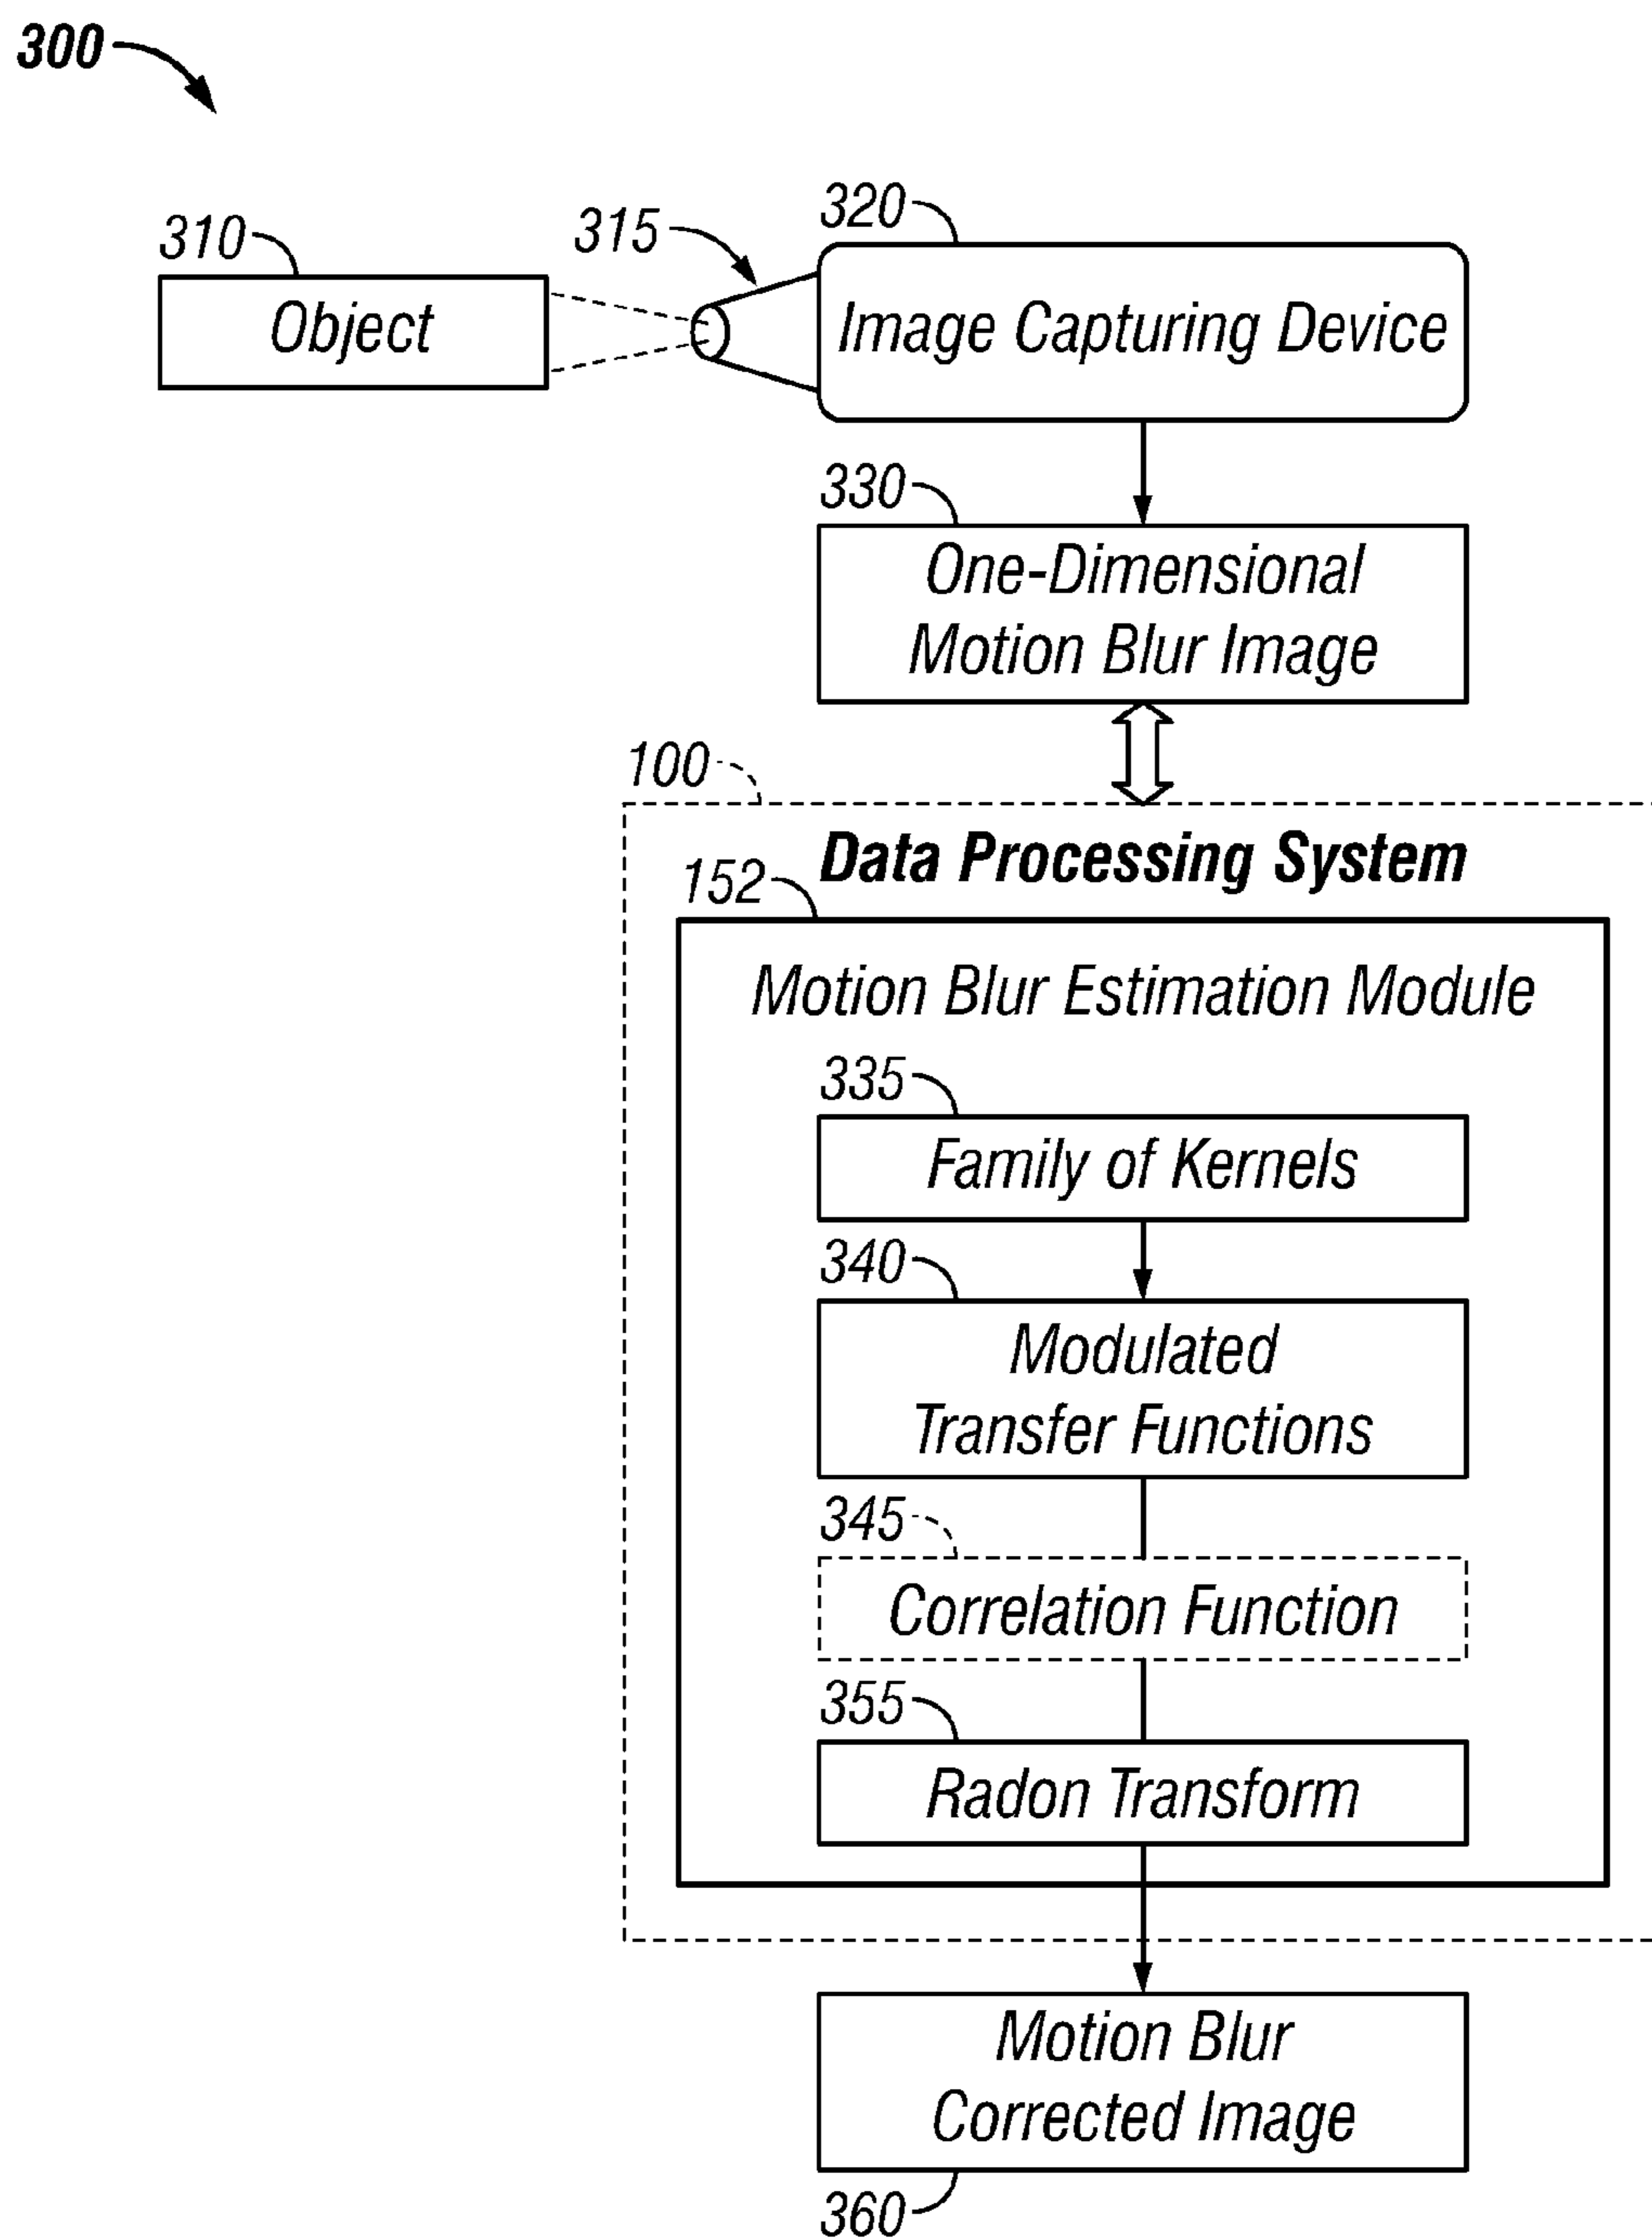 300
310
315
320
Object
Image Capturing Device
330
One-Dimensional
Motion Blur Image
100
Data Processing System
152
Motion Blur Estimation Module
335
Family of Kernels
340
Modulated
Transfer Functions
345
Correlation Function
355
Radon Transform
Motion Blur
Corrected Image
360